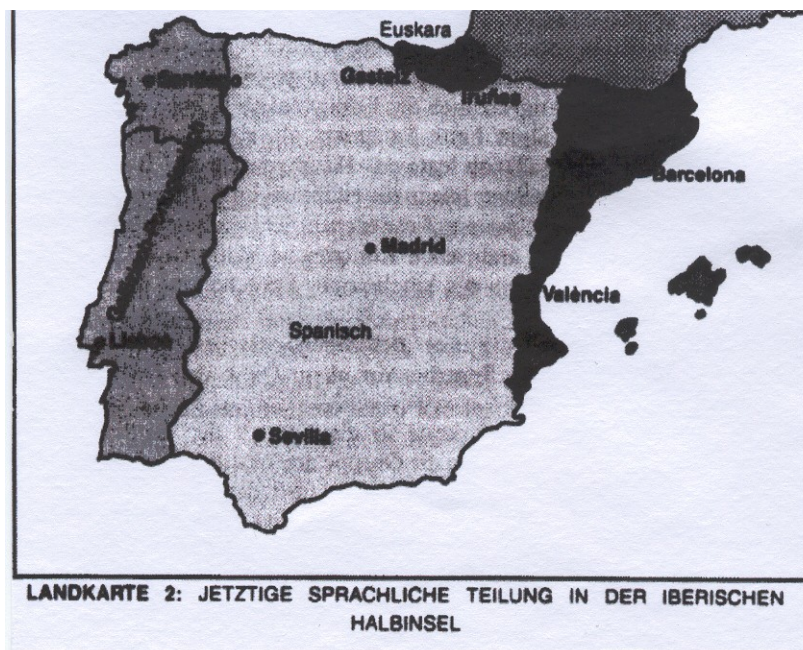 Euskara
Gasteiz
Iruñea
Santiago
Barcelona
Madrid
València
Spanisch
Lisboa
Sevilla
LANDKARTE 2: JETZTIGE SPRACHLICHE TEILUNG IN DER IBERISCHEN
HALBINSEL